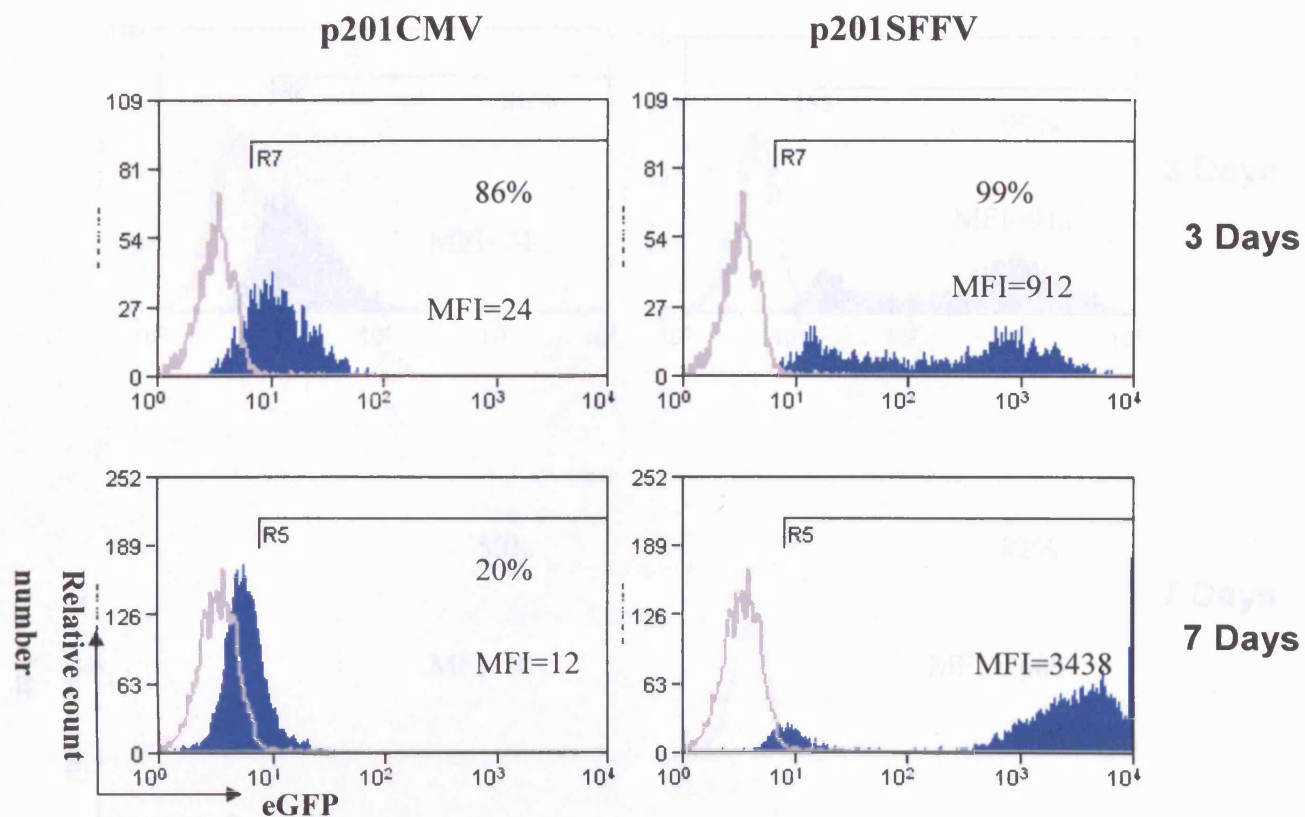 p201CMV
p201SFFV
109
81
54
27
0
R7
86%
MFI=24
10⁰ 10¹ 10² 10³ 10⁴
109
81
54
27
0
R7
99%
MFI=912
10⁰ 10¹ 10² 10³ 10⁴
3 Days
252
189
126
63
0
R5
20%
MFI=12
10⁰ 10¹ 10² 10³ 10⁴
252
189
126
63
0
R5
MFI=3438
10⁰ 10¹ 10² 10³ 10⁴
7 Days
Relative count
number
eGFP